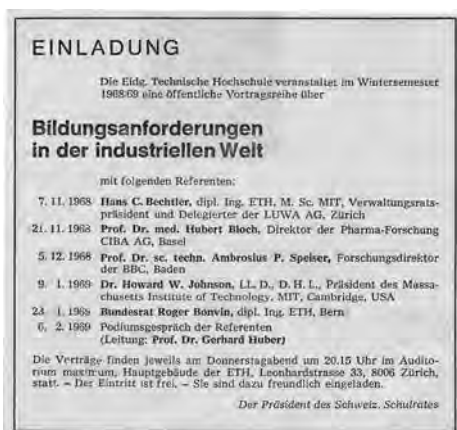 EINLADUNG
Die Eidg. Technische Hochschule veranstaltet im Wintersemester
1968/69 eine öffentliche Vortragsreihe über
Bildungsanforderungen
in der industriellen Welt
mit folgenden Referenten:
7. 11. 1968 Hans C. Bechtler, dipl. Ing. ETH, M. Sc. MIT, Verwaltungsrats-
präsident und Delegierter der LUWA AG, Zürich
21. 11. 1968 Prof. Dr. med. Hubert Bloch, Direktor der Pharma-Forschung
CIBA AG, Basel
5. 12. 1968 Prof. Dr. sc. techn. Ambrosius P. Speiser, Forschungsdirektor
der BBC, Baden
9. 1. 1969 Dr. Howard W. Johnson, LL. D., D. H. L., Präsident des Massa-
chusetts Institute of Technology, MIT, Cambridge, USA
23. 1. 1969 Bundesrat Roger Bonvin, dipl. Ing. ETH, Bern
6. 2. 1969 Podiumsgespräch der Referenten
(Leitung: Prof. Dr. Gerhard Huber)
Die Verträge finden jeweils am Donnerstagabend um 20.15 Uhr im Audito-
rium maximum, Hauptgebäude der ETH, Leonhardstrasse 33, 8006 Zürich,
statt. – Der Eintritt ist frei. – Sie sind dazu freundlich eingeladen.
Der Präsident des Schweiz. Schulrates